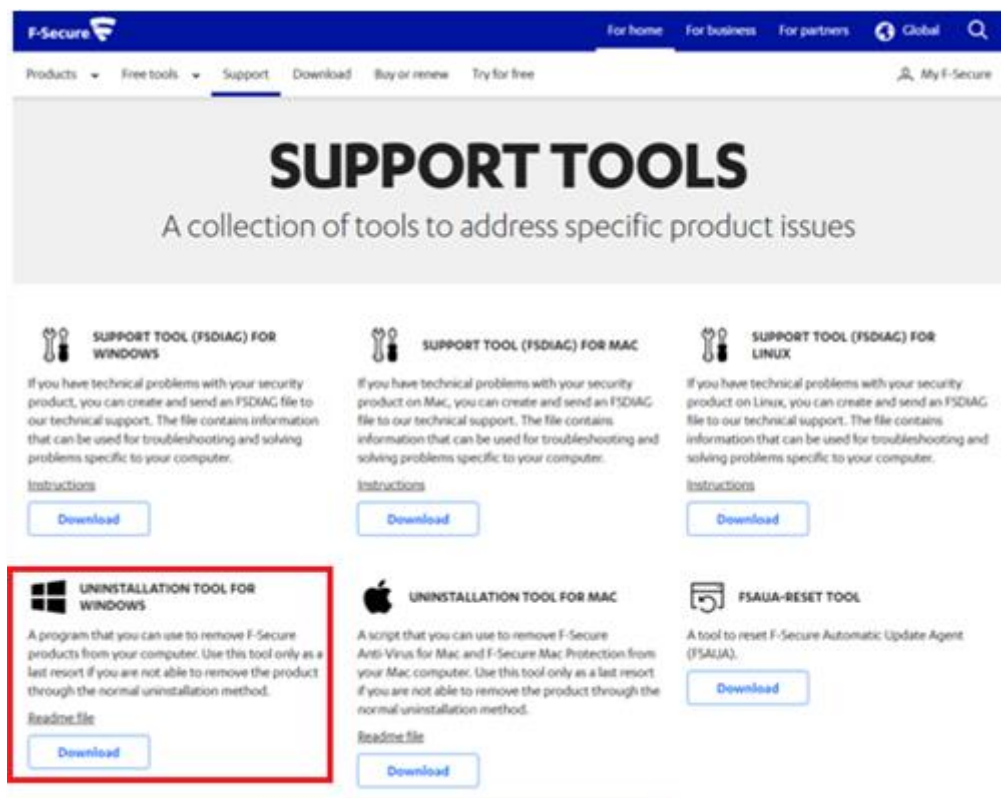 F-Secure
For home For business For partners Global
Products Free tools Support Download Buy or renew Try for free My F-Secure
SUPPORT TOOLS
A collection of tools to address specific product issues
SUPPORT TOOL (FSDIAG) FOR
WINDOWS
If you have technical problems with your security
product, you can create and send an FSDIAG file to
our technical support. The file contains information
that can be used for troubleshooting and solving
problems specific to your computer.
Instructions
Download
SUPPORT TOOL (FSDIAG) FOR MAC
If you have technical problems with your security
product on Mac, you can create and send an FSDIAG
file to our technical support. The file contains
information that can be used for troubleshooting and
solving problems specific to your computer.
Instructions
Download
SUPPORT TOOL (FSDIAG) FOR
LINUX
If you have technical problems with your security
product on Linux, you can create and send an FSDIAG
file to our technical support. The file contains
information that can be used for troubleshooting and
solving problems specific to your computer.
Instructions
Download
UNINSTALLATION TOOL FOR
WINDOWS
A program that you can use to remove F-Secure
products from your computer. Use this tool only as a
last resort if you are not able to remove the product
through the normal uninstallation method.
Readme file
Download
UNINSTALLATION TOOL FOR MAC
A script that you can use to remove F-Secure
Anti-Virus for Mac and F-Secure Mac Protection from
your Mac computer. Use this tool only as a last resort
if you are not able to remove the product through the
normal uninstallation method.
Readme file
Download
FSAUA-RESET TOOL
A tool to reset F-Secure Automatic Update Agent
(FSAUA).
Download